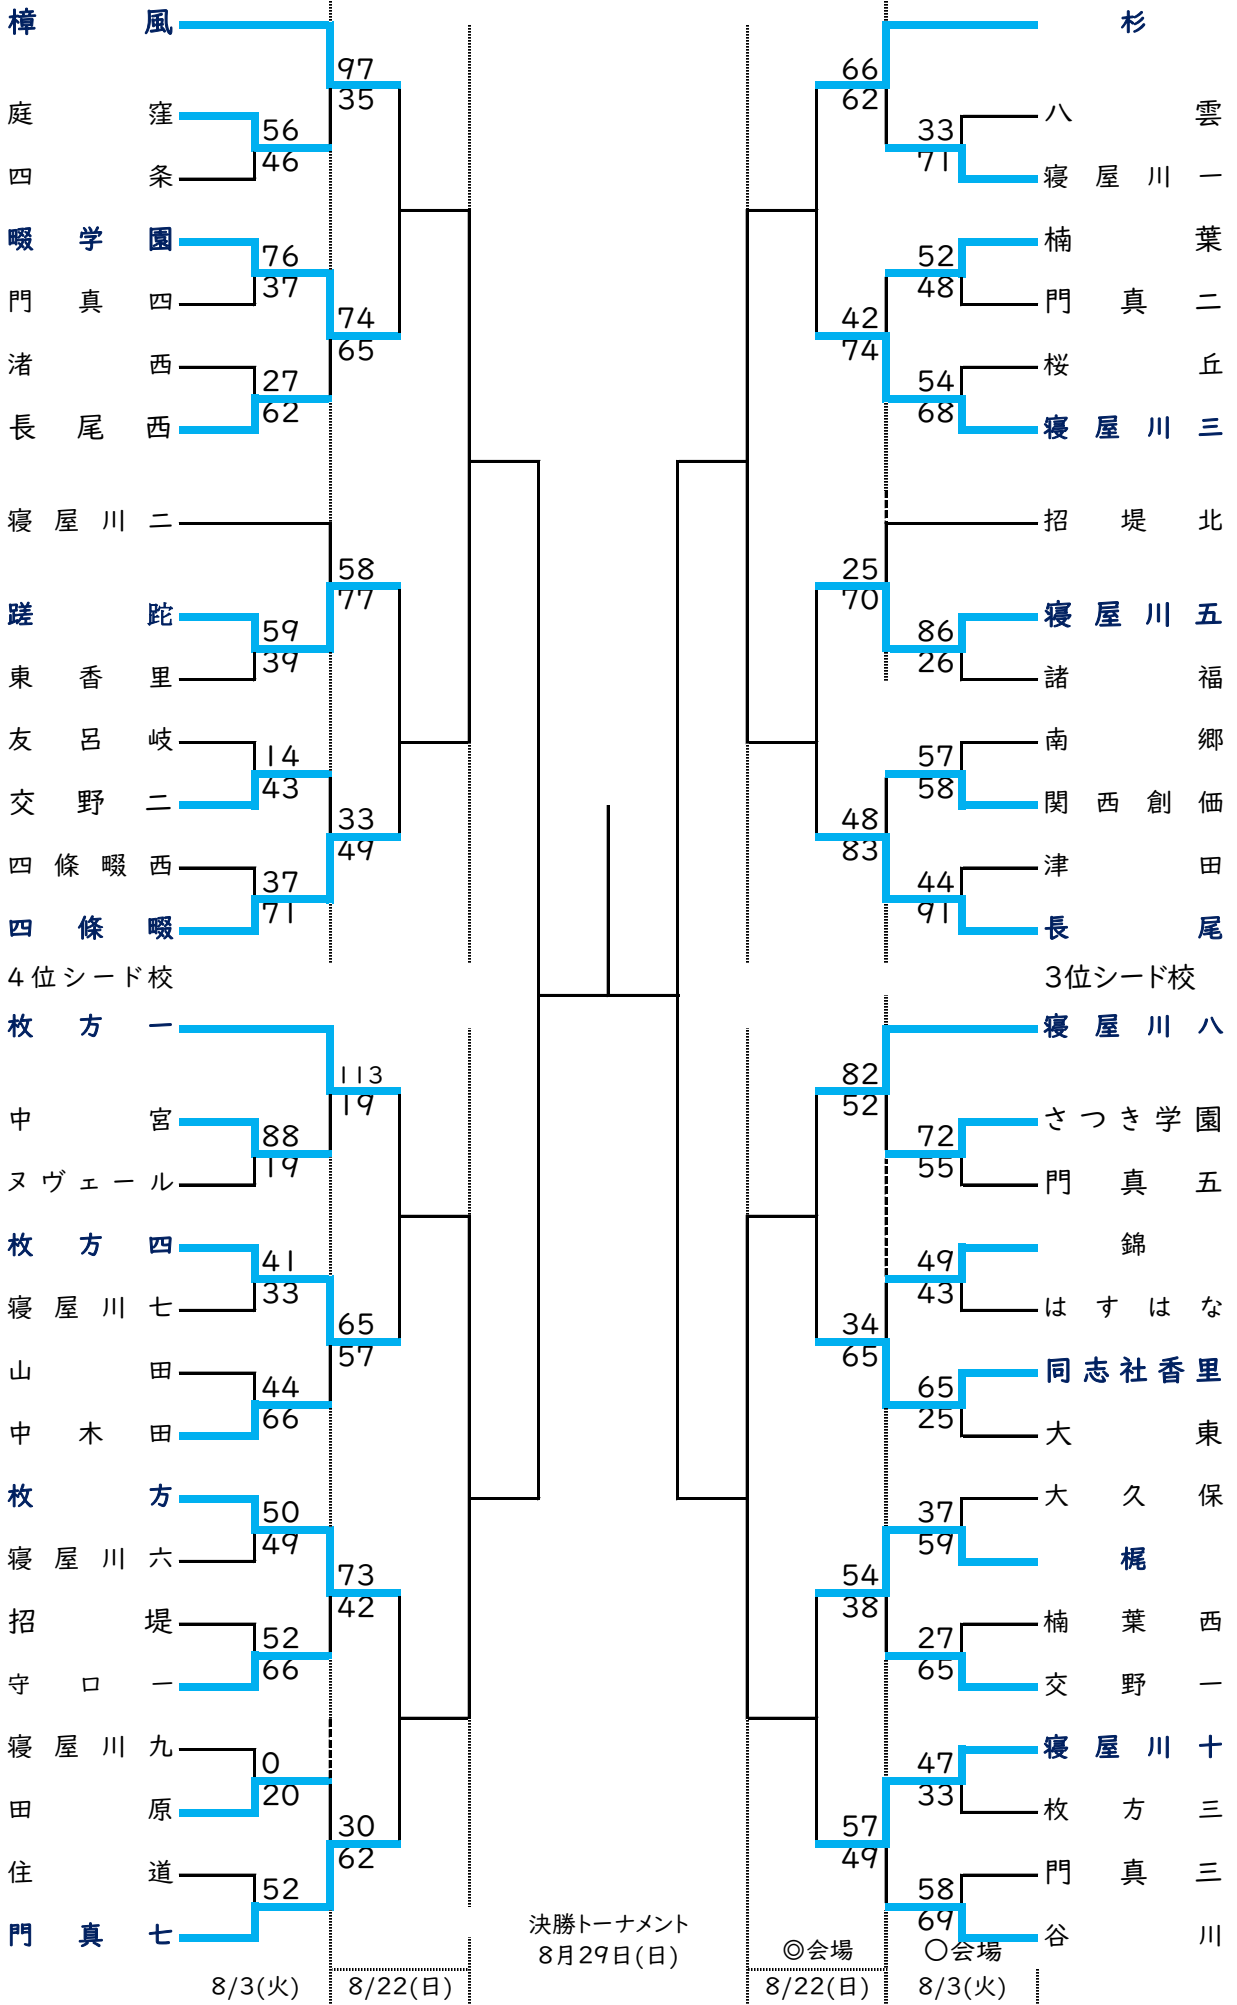 樟風
97
35
庭窪
56
46
四条
畷学園
76
37
門真四
74
65
渚西
27
62
長尾西
寝屋川二
58
77
蹉跎
59
39
東香里
友呂岐
14
43
交野二
33
49
四條畷西
37
71
四條畷
4位シード校
枚方一
113
19
中宮
88
19
ヌヴェール
枚方四
41
33
寝屋川七
65
57
山田
44
66
中木田
枚方
50
49
寝屋川六
73
42
招堤
52
66
守口一
寝屋川九
0
20
田原
30
62
住道
52
門真七
8/3(火)
8/22(日)
決勝トーナメント
8月29日(日)
杉
66
62
八雲
33
71
寝屋川一
楠葉
52
48
門真二
42
74
桜丘
54
68
寝屋川三
招堤北
25
70
寝屋川五
86
26
諸福
南郷
57
58
関西創価
48
83
津田
44
91
長尾
3位シード校
寝屋川八
82
52
さつき学園
72
55
門真五
錦
49
43
はすはな
34
65
同志社香里
65
25
大東
大久保
37
59
梶
54
38
楠葉西
27
65
交野一
寝屋川十
47
33
枚方三
57
49
門真三
58
69
谷川
◎会場
〇会場
8/22(日)
8/3(火)